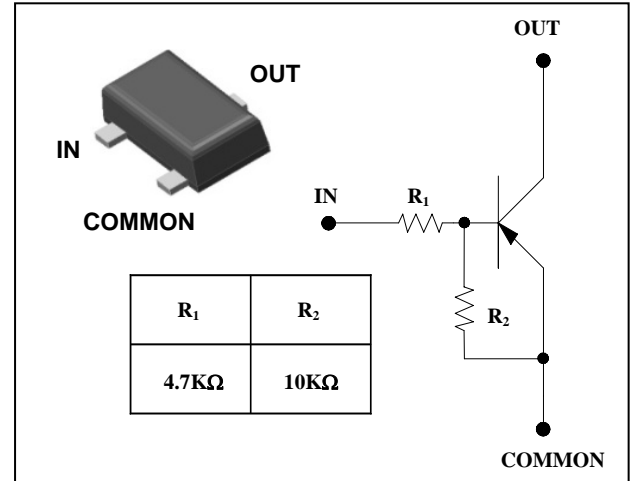 OUT
OUT
IN
COMMON
IN
R₁
R₂
R₁ R₂
4.7KΩ 10KΩ
COMMON